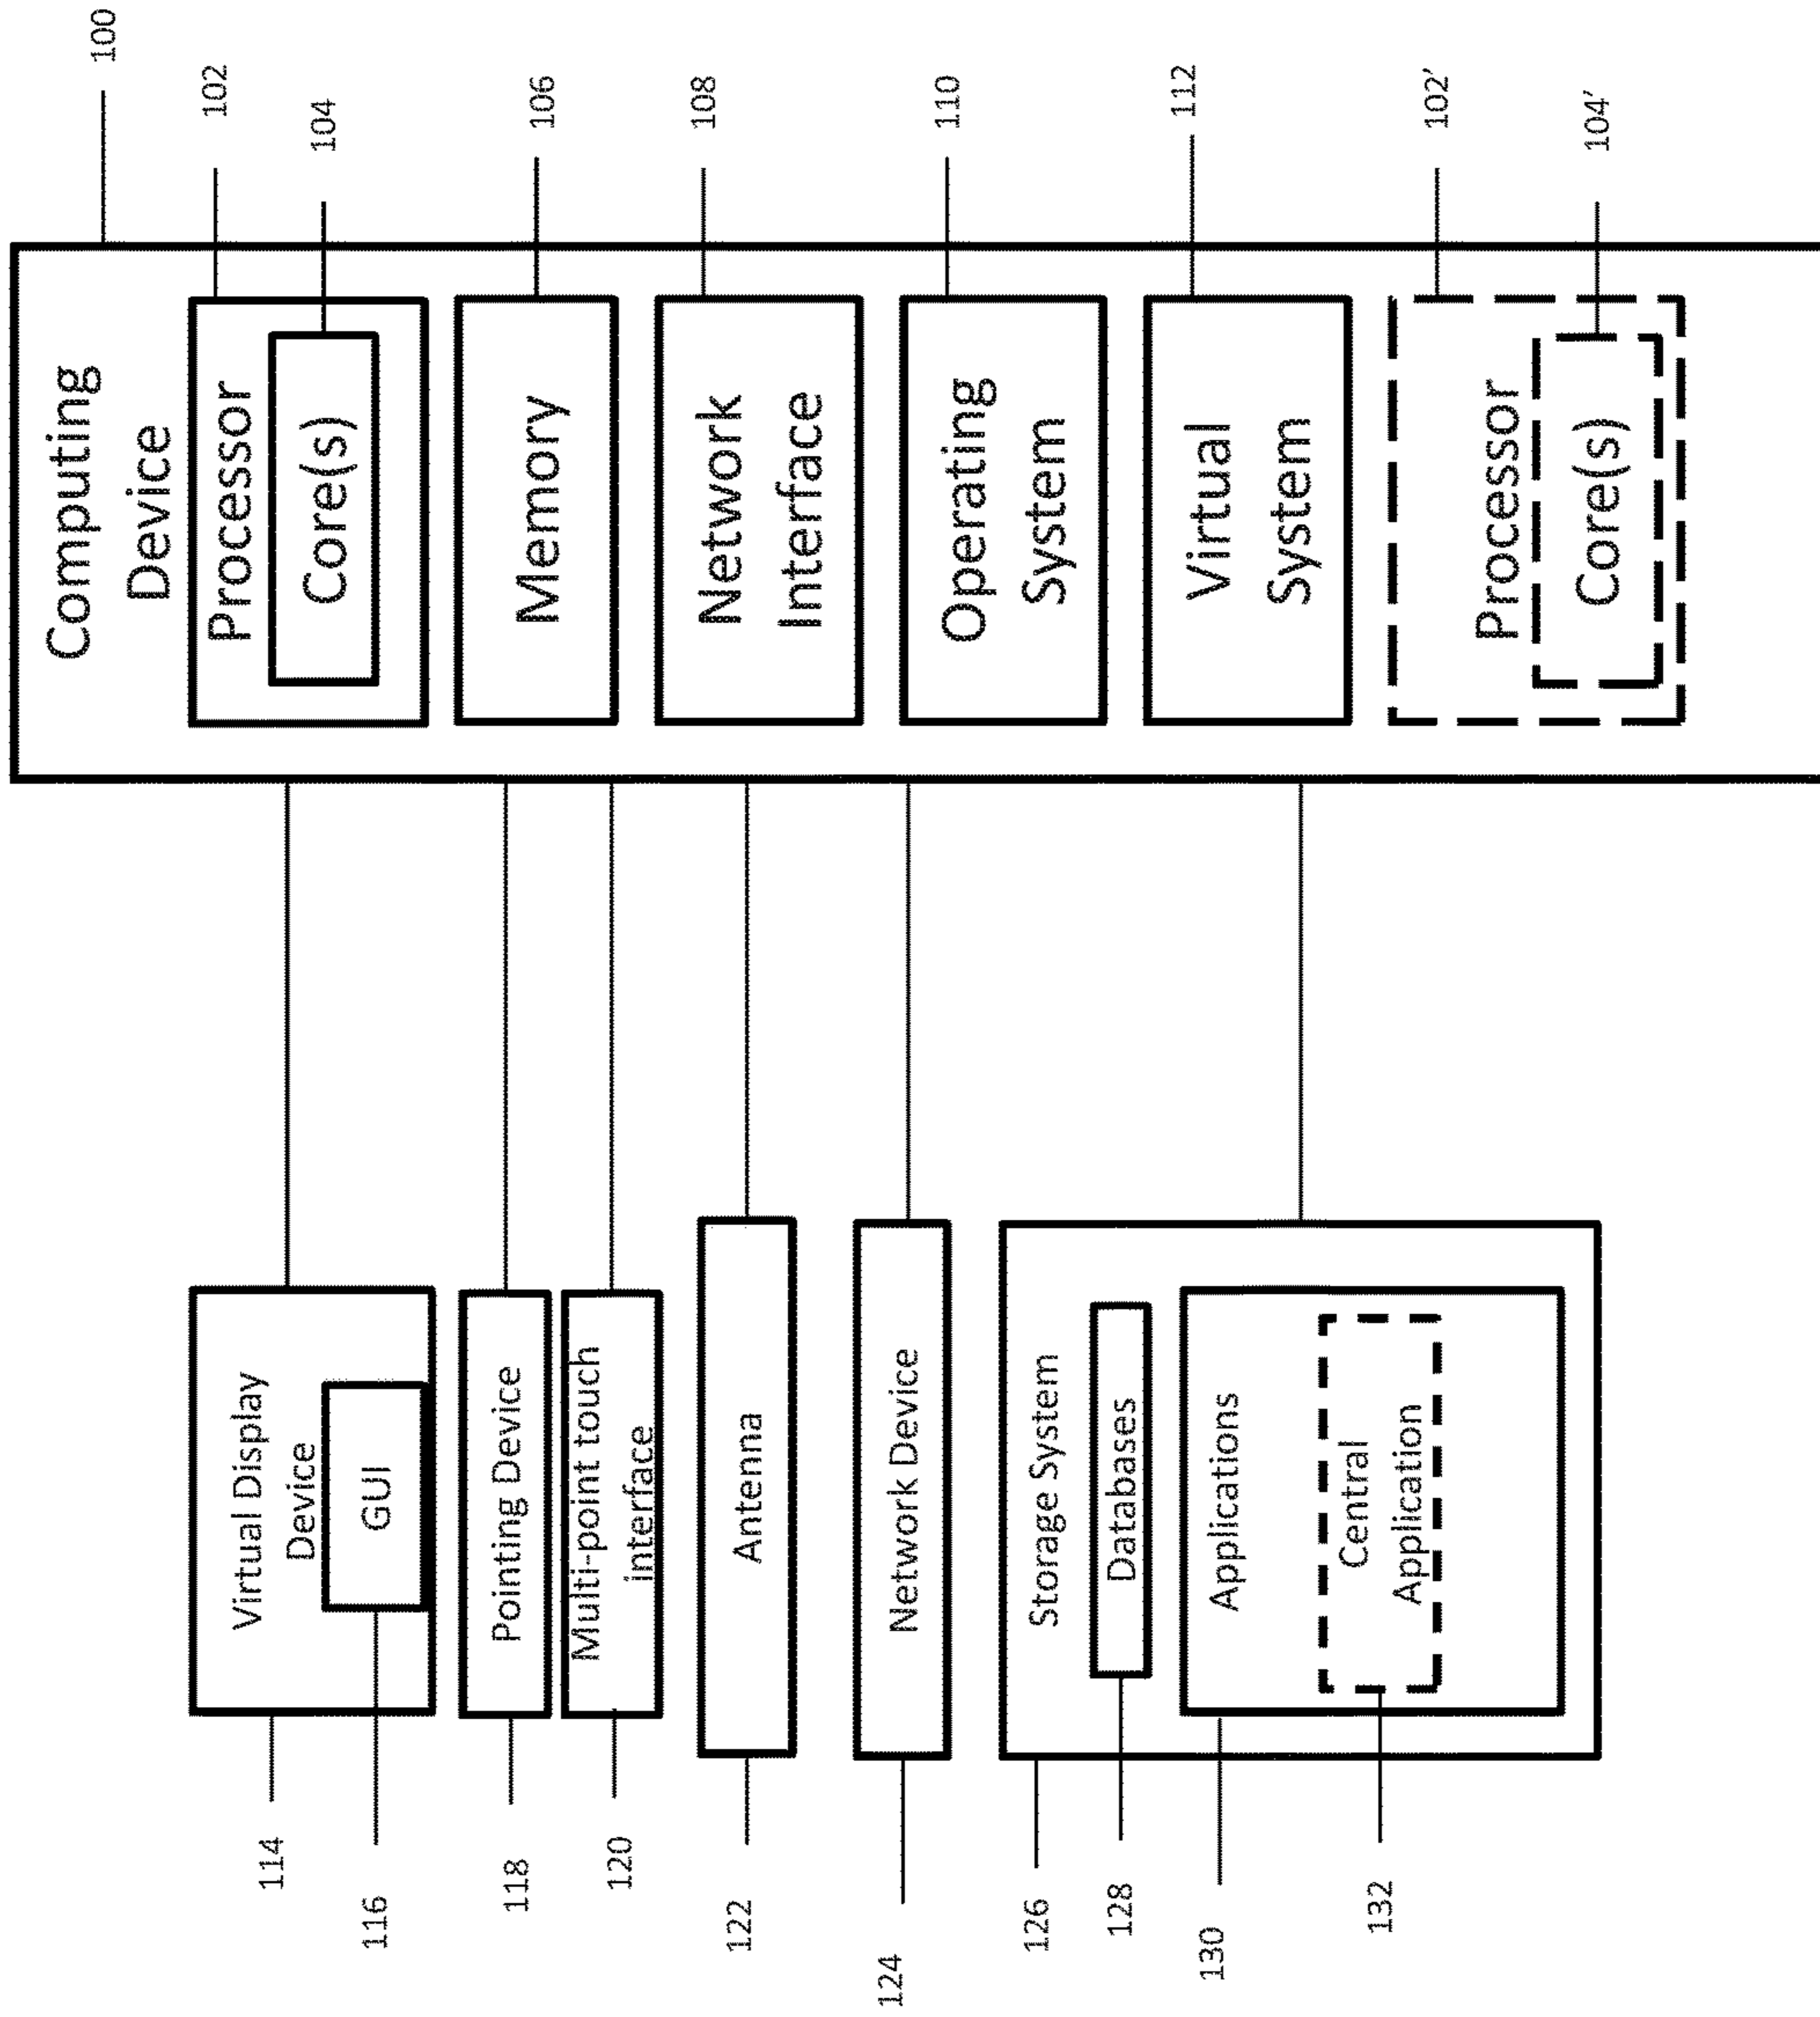 114
116
118
120
122
124
126
128
130
132
Virtual Display
Device
GUI
Pointing Device
Multi-point touch
interface
Antenna
Network Device
Storage System
Databases
Applications
Central
Application
Computing
Device
Processor
Core(s)
Memory
Network
Interface
Operating
System
Virtual
System
Processor
Core(s)
100
102
104
106
108
110
112
102’
104’